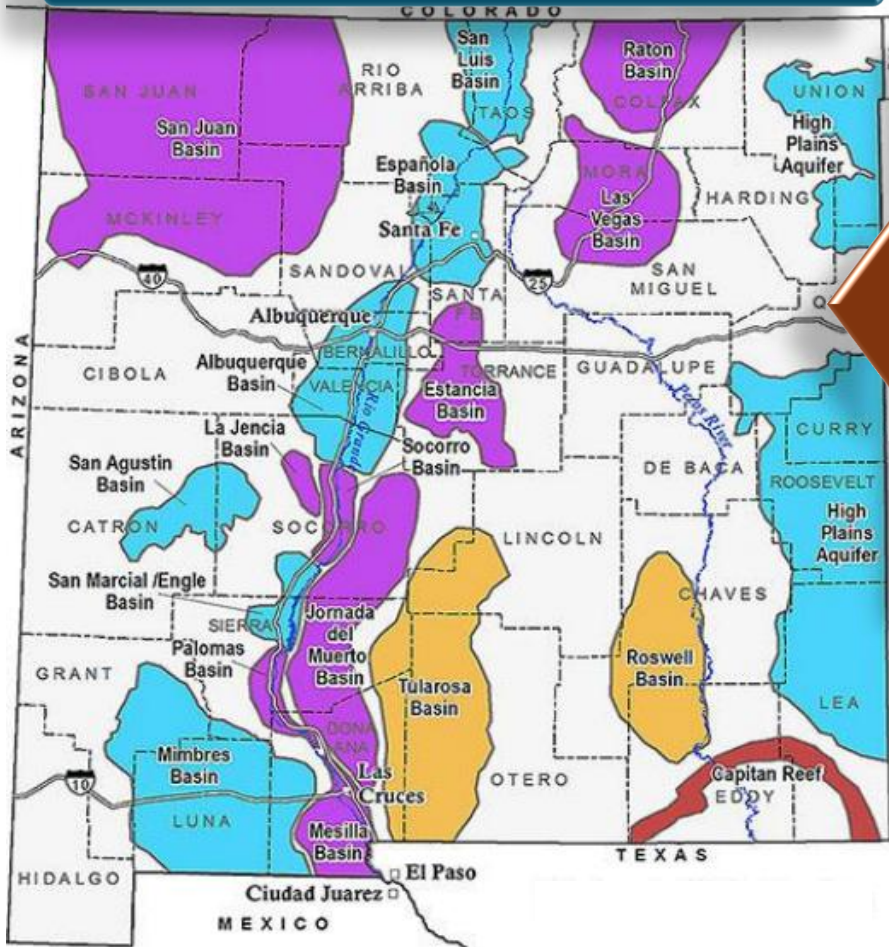 COLORADO
San
Luis
Basin
Raton
Basin
RIO
ARRIBA
SAN JUAN
UNION
COLFAX
TAOS
San Juan
Basin
High
Plains
Aquifer
Española
Basin
MORA
Las
Vegas
Basin
HARDING
MCKINLEY
Santa Fe
SANDOVAL
40
25
SAN
MIGUEL
SANTA
FE
Q
Albuquerque
ARIZONA
BERNALILLO
Albuquerque
Basin
VALENCIA
CIBOLA
TORRANCE
GUADALUPE
Estancia
Basin
Rio Grande
Pecos River
La Jencia
Basin
Socorro
Basin
CURRY
San Agustin
Basin
DE BACA
ROOSEVELT
CATRON
SOCORRO
LINCOLN
High
Plains
Aquifer
San Marcial /Engle
Basin
CHAVES
SIERRA
Jornada
del
Muerto
Basin
Palomas
Basin
GRANT
Roswell
Basin
Tularosa
Basin
LEA
DONA
ANA
Mimbres
Basin
10
Las
Cruces
OTERO
Capitan Reef
EDDY
LUNA
Mesilla
Basin
TEXAS
HIDALGO
El Paso
Ciudad Juarez
MEXICO